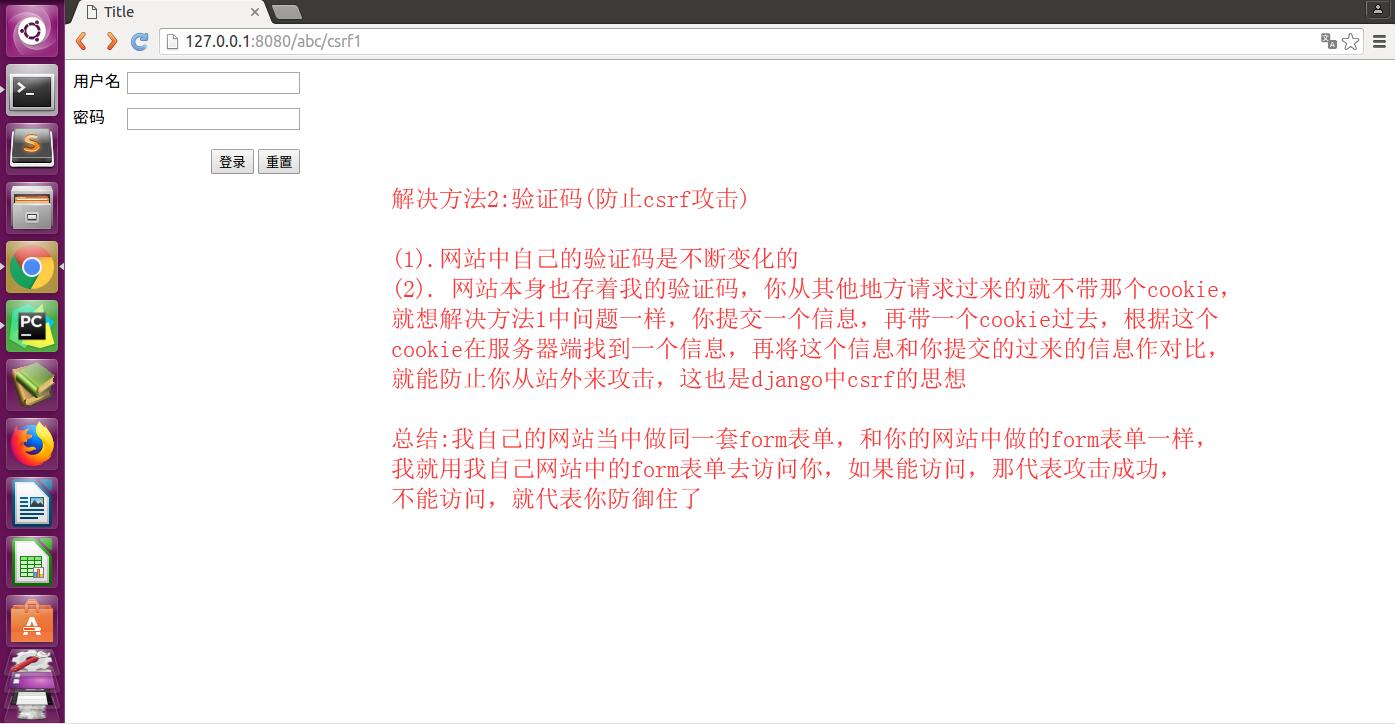 Title
127.0.0.1:8080/abc/csrf1
用户名
密码
登录 重置
解决方法2:验证码(防止csrf攻击)
(1).网站中自己的验证码是不断变化的
(2). 网站本身也存着我的验证码，你从其他地方请求过来的就不带那个cookie，
就想解决方法1中问题一样，你提交一个信息，再带一个cookie过去，根据这个
cookie在服务器端找到一个信息，再将这个信息和你提交的过来的信息作对比，
就能防止你从站外来攻击，这也是django中csrf的思想
总结:我自己的网站当中做同一套form表单，和你的网站中做的form表单一样，
我就用我自己网站中的form表单去访问你，如果能访问，那代表攻击成功，
不能访问，就代表你防御住了
>_
S
PC
A